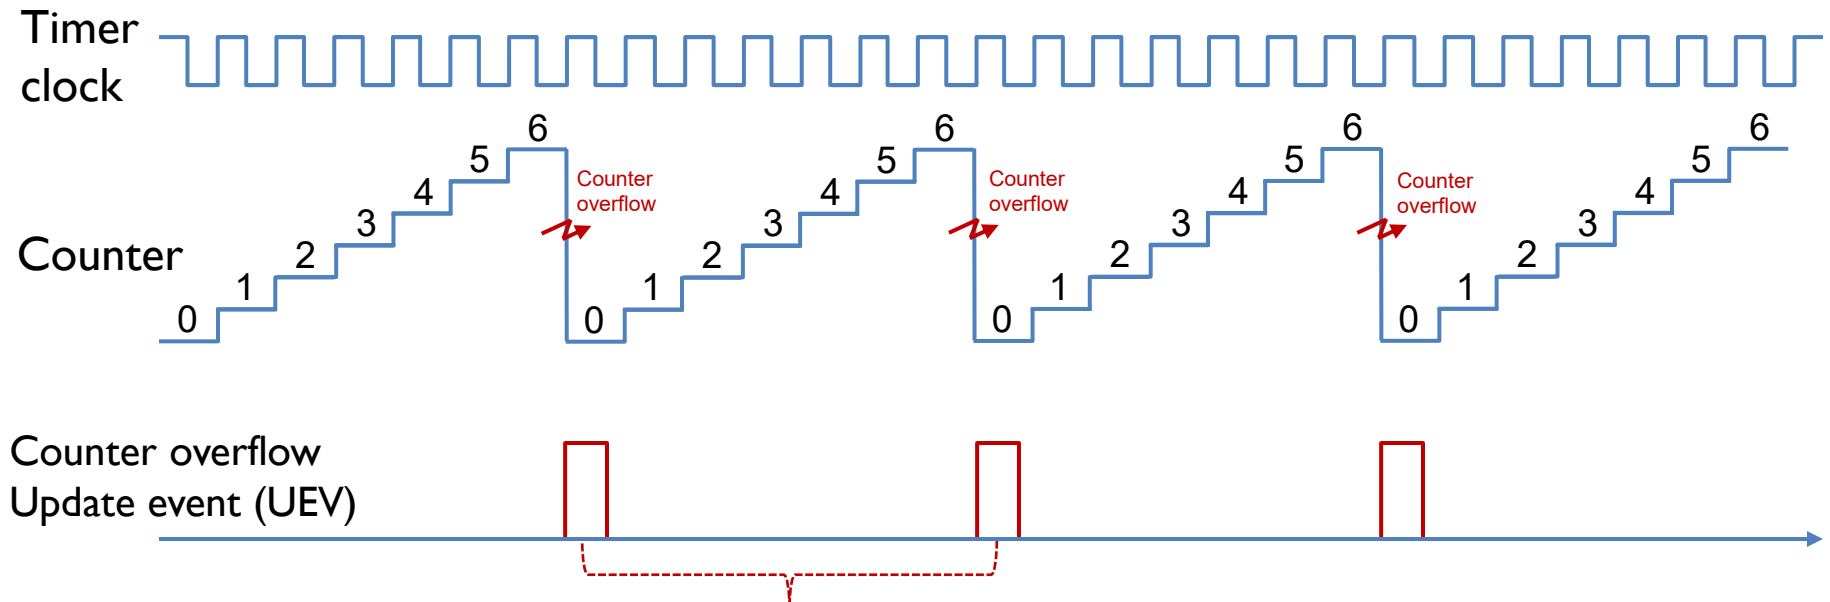 Timer
clock
6 6 6 6
5 5 5 5
Counter
overflow
Counter
overflow
Counter
overflow
4 4 4 4
3 3 3 3
Counter
2 2 2 2
1 1 1 1
0 0 0 0
Counter overflow
Update event (UEV)